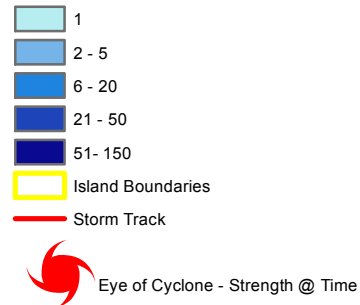 1
2 - 5
6 - 20
21 - 50
51- 150
Island Boundaries
Storm Track
Eye of Cyclone - Strength @ Time